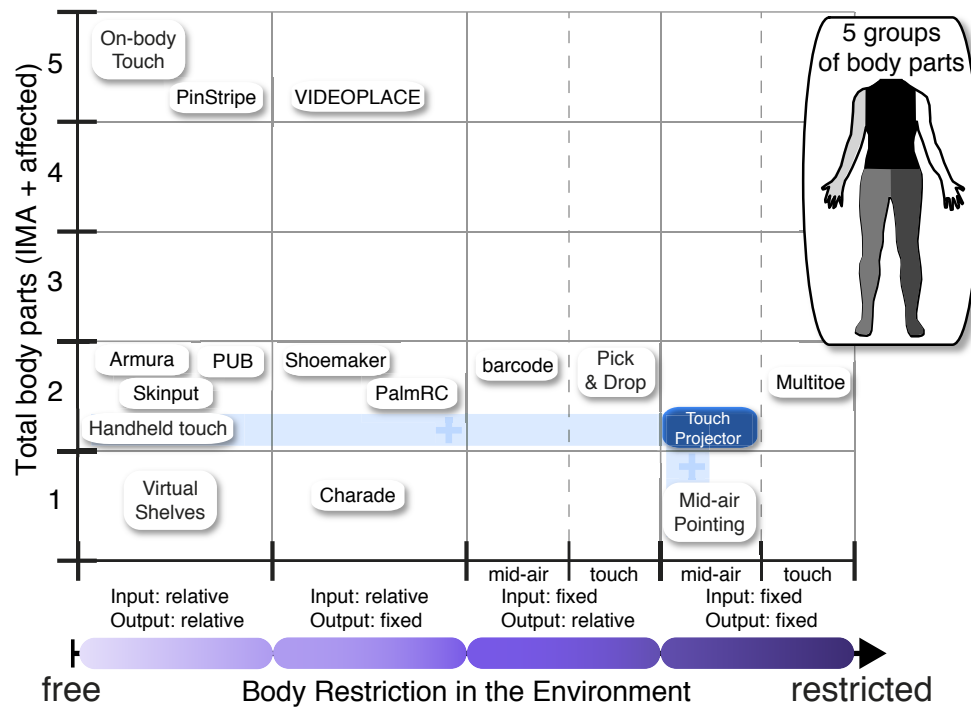 Total body parts (IMA + affected)
5
4
3
2
1
On-body
Touch
PinStripe
VIDEOPLACE
5 groups
of body parts
Armura
PUB
Skinput
Handheld touch
Shoemaker
PalmRC
barcode
Pick
& Drop
Touch
Projector
Multitoe
Virtual
Shelves
Charade
Mid-air
Pointing
mid-air
touch
mid-air
touch
Input: relative
Output: relative
Input: relative
Output: fixed
Input: fixed
Output: relative
Input: fixed
Output: fixed
free
Body Restriction in the Environment
restricted